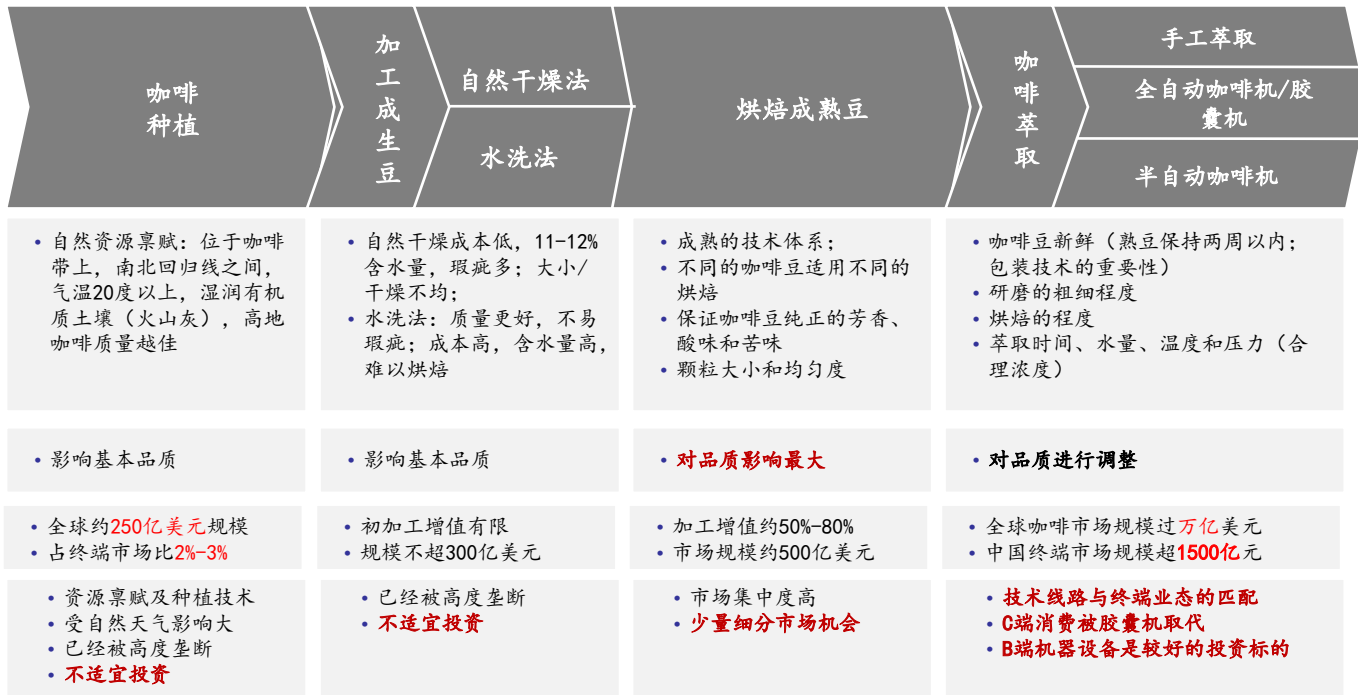 咖啡
种植
加
工
成
生
豆
自然干燥法
水洗法
烘焙成熟豆
咖
啡
萃
取
手工萃取
全自动咖啡机/胶
囊机
半自动咖啡机
• 自然资源禀赋：位于咖啡
带上，南北回归线之间，
气温20度以上，湿润有机
质土壤（火山灰），高地
咖啡质量越佳
• 自然干燥成本低，11-12%
含水量，瑕疵多；大小/
干燥不均；
• 水洗法：质量更好，不易
瑕疵；成本高，含水量高，
难以烘焙
• 成熟的技术体系；
• 不同的咖啡豆适用不同的
烘焙
• 保证咖啡豆纯正的芳香、
酸味和苦味
• 颗粒大小和均匀度
• 咖啡豆新鲜（熟豆保持两周以内；
包装技术的重要性）
• 研磨的粗细程度
• 烘焙的程度
• 萃取时间、水量、温度和压力（合
理浓度）
• 影响基本品质
• 影响基本品质
• 对品质影响最大
• 对品质进行调整
• 全球约250亿美元规模
• 占终端市场比2%-3%
• 初加工增值有限
• 规模不超300亿美元
• 加工增值约50%-80%
• 市场规模约500亿美元
• 全球咖啡市场规模过万亿美元
• 中国终端市场规模超1500亿元
• 资源禀赋及种植技术
• 受自然天气影响大
• 已经被高度垄断
• 不适宜投资
• 已经被高度垄断
• 不适宜投资
• 市场集中度高
• 少量细分市场机会
• 技术线路与终端业态的匹配
• C端消费被胶囊机取代
• B端机器设备是较好的投资标的